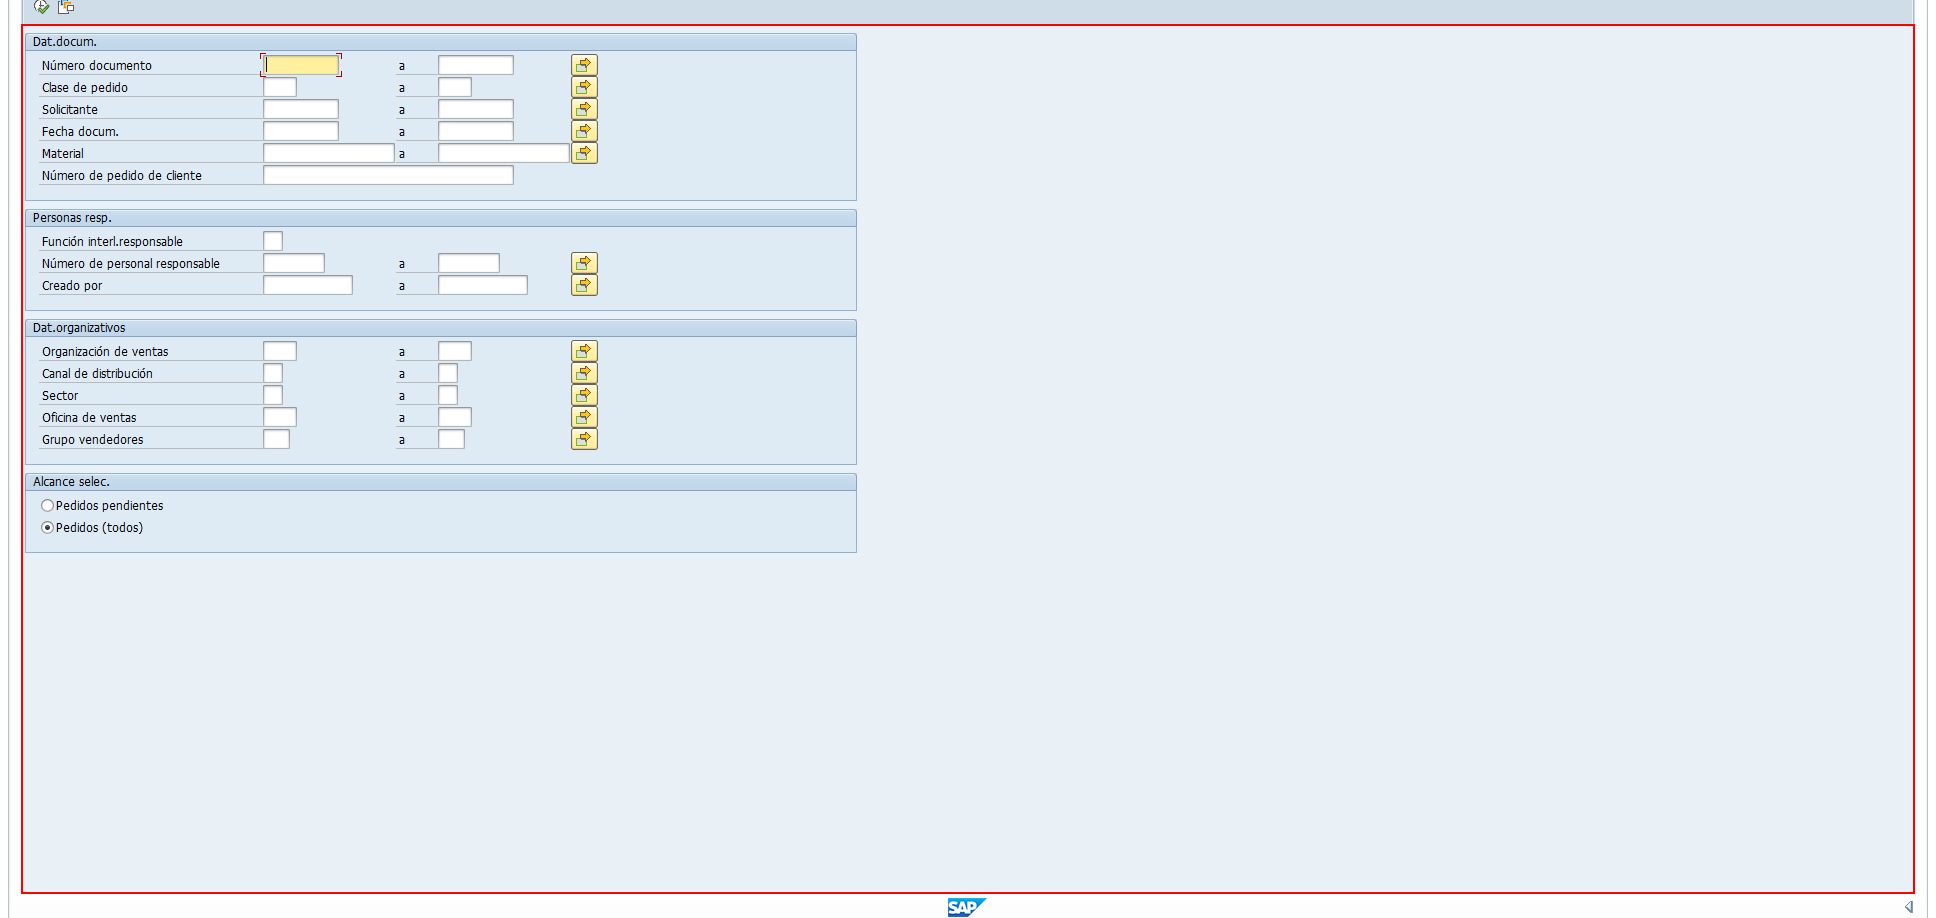 Dat.docum.
Número documento a
Clase de pedido a
Solicitante a
Fecha docum. a
Material a
Número de pedido de cliente
Personas resp.
Función interl.responsable
Número de personal responsable a
Creado por a
Dat.organizativos
Organización de ventas a
Canal de distribución a
Sector a
Oficina de ventas a
Grupo vendedores a
Alcance selec.
Pedidos pendientes
Pedidos (todos)
SAP